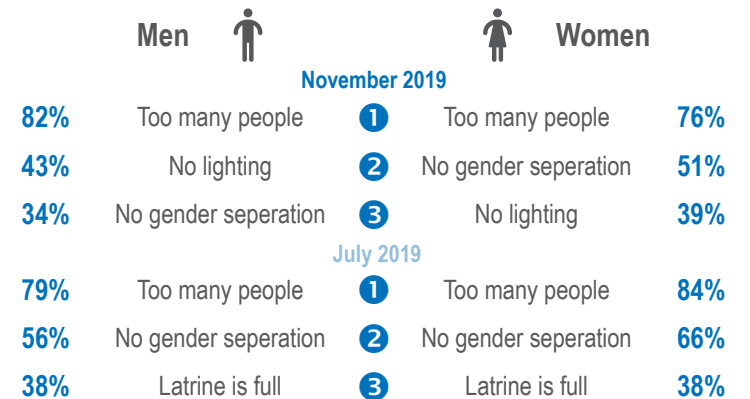 Men Women
November 2019
82% Too many people 1 Too many people 76%
43% No lighting 2 No gender seperation 51%
34% No gender seperation 3 No lighting 39%
July 2019
79% Too many people 1 Too many people 84%
56% No gender seperation 2 No gender seperation 66%
38% Latrine is full 3 Latrine is full 38%